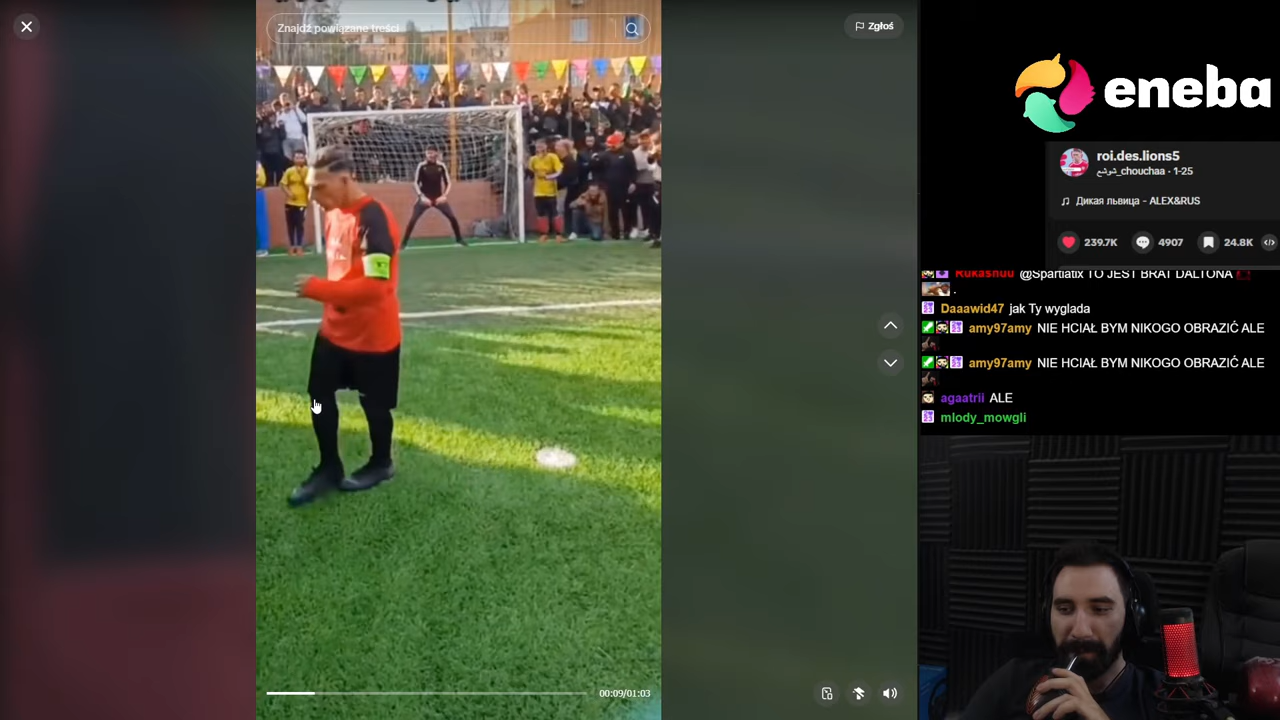 Znajdź powiązane treści
Zgłoś
eneba
roi.des.lions5
شوشع_chouchaa · 1-25
Дикая львица - ALEX&RUS
239.7K
4907
24.8K
Rukashuu @Spartiatix TO JEST BRAT DALTONA
.
Daaawid47 jak Ty wyglada
amy97amy NIE HCIAŁ BYM NIKOGO OBRAZIĆ ALE
amy97amy NIE HCIAŁ BYM NIKOGO OBRAZIĆ ALE
agaatrii ALE
mlody_mowgli
00:09/01:03